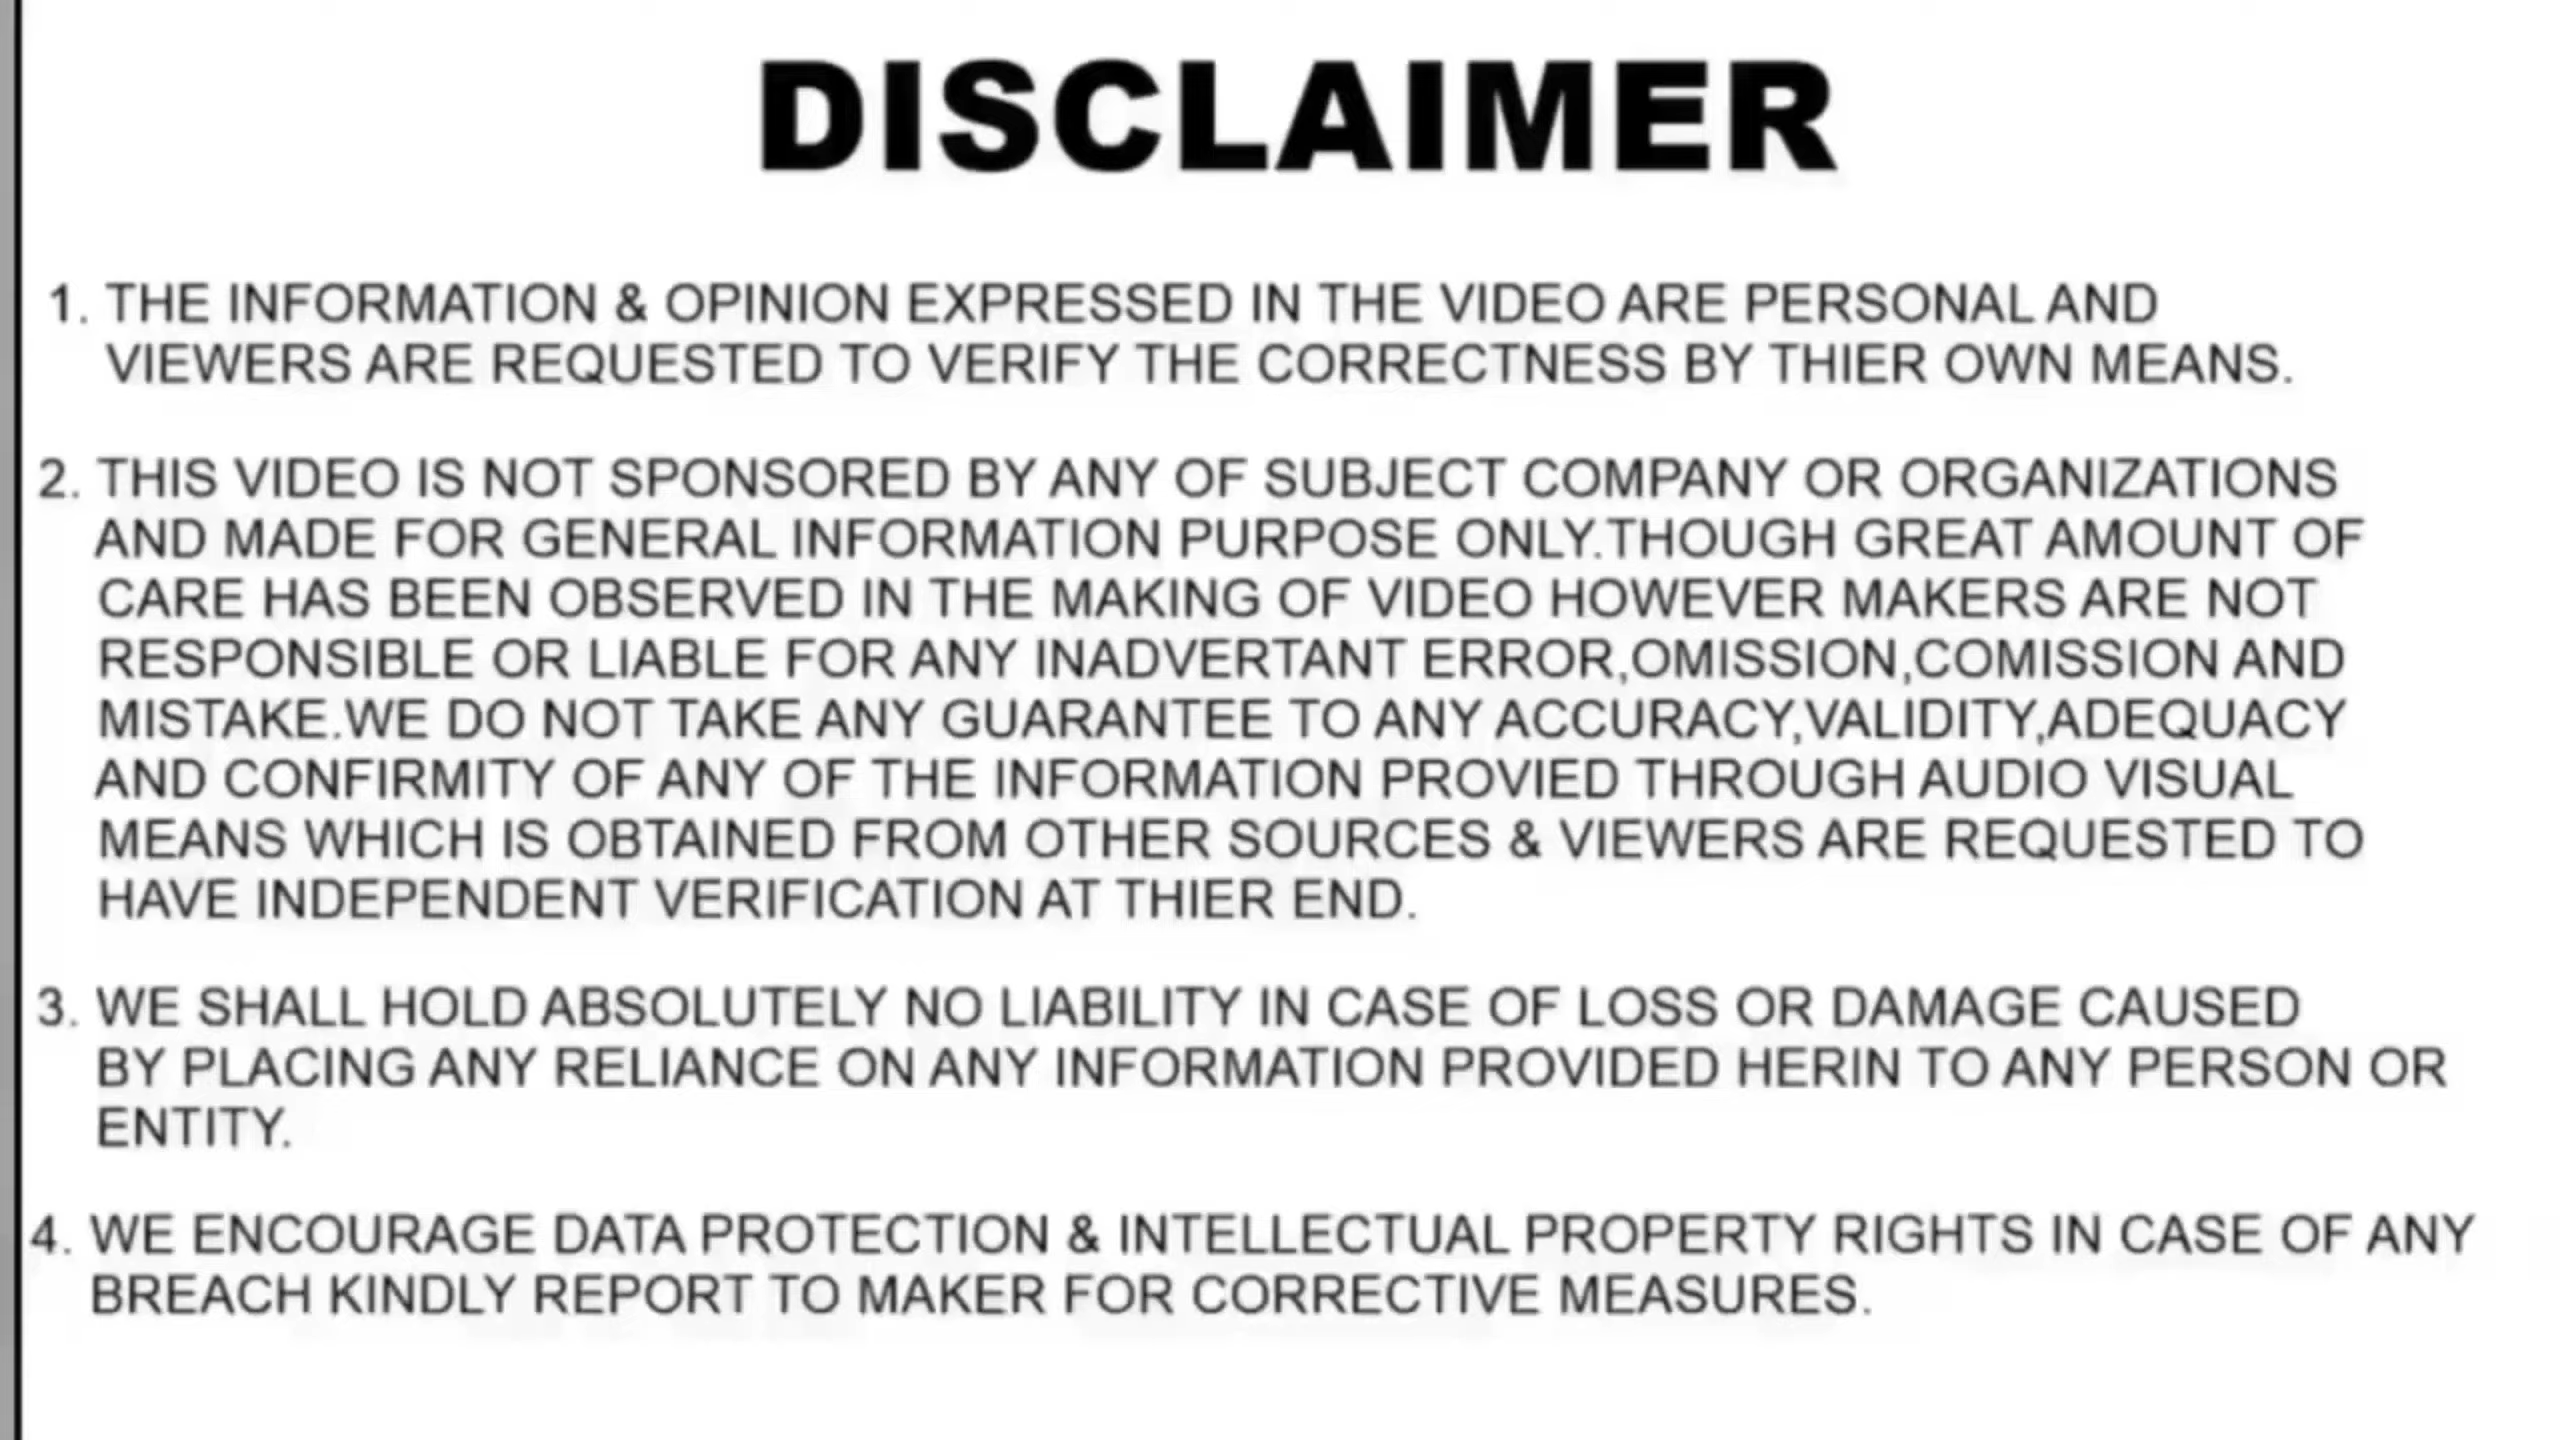 DISCLAIMER
1. THE INFORMATION & OPINION EXPRESSED IN THE VIDEO ARE PERSONAL AND
VIEWERS ARE REQUESTED TO VERIFY THE CORRECTNESS BY THIER OWN MEANS.
2. THIS VIDEO IS NOT SPONSORED BY ANY OF SUBJECT COMPANY OR ORGANIZATIONS
AND MADE FOR GENERAL INFORMATION PURPOSE ONLY.THOUGH GREAT AMOUNT OF
CARE HAS BEEN OBSERVED IN THE MAKING OF VIDEO HOWEVER MAKERS ARE NOT
RESPONSIBLE OR LIABLE FOR ANY INADVERTANT ERROR,OMISSION,COMISSION AND
MISTAKE.WE DO NOT TAKE ANY GUARANTEE TO ANY ACCURACY,VALIDITY,ADEQUACY
AND CONFIRMITY OF ANY OF THE INFORMATION PROVIED THROUGH AUDIO VISUAL
MEANS WHICH IS OBTAINED FROM OTHER SOURCES & VIEWERS ARE REQUESTED TO
HAVE INDEPENDENT VERIFICATION AT THIER END.
3. WE SHALL HOLD ABSOLUTELY NO LIABILITY IN CASE OF LOSS OR DAMAGE CAUSED
BY PLACING ANY RELIANCE ON ANY INFORMATION PROVIDED HERIN TO ANY PERSON OR
ENTITY.
4. WE ENCOURAGE DATA PROTECTION & INTELLECTUAL PROPERTY RIGHTS IN CASE OF ANY
BREACH KINDLY REPORT TO MAKER FOR CORRECTIVE MEASURES.